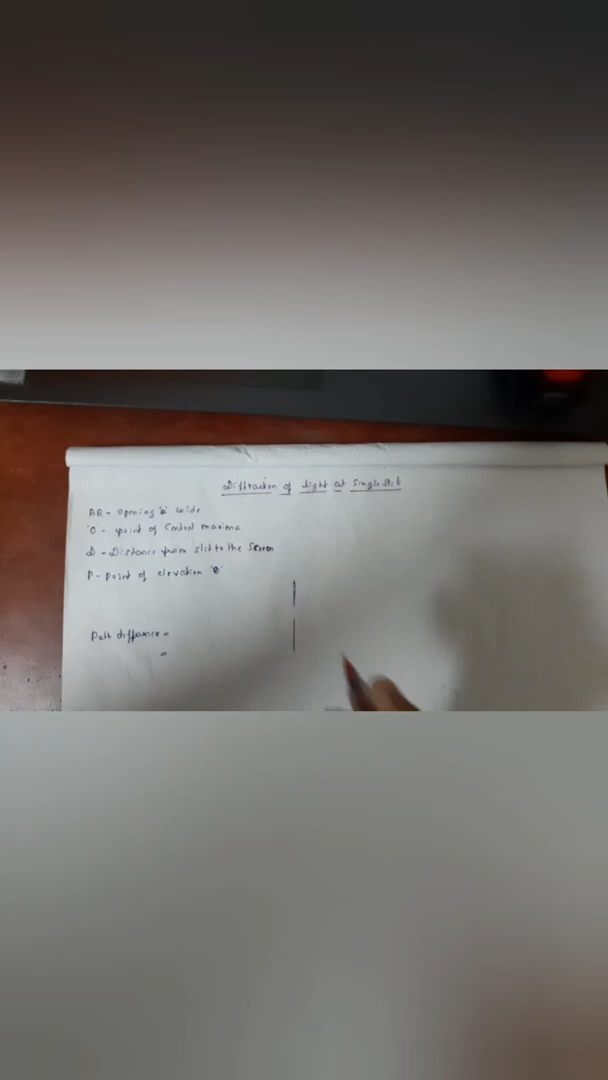 Diffraction of light at Single slit
AB - Opening 'a' wide
'O' - point of Central maxima
D - Distance from slit to the Screen
P - point of elevation 'θ'
Path diffrance =
=